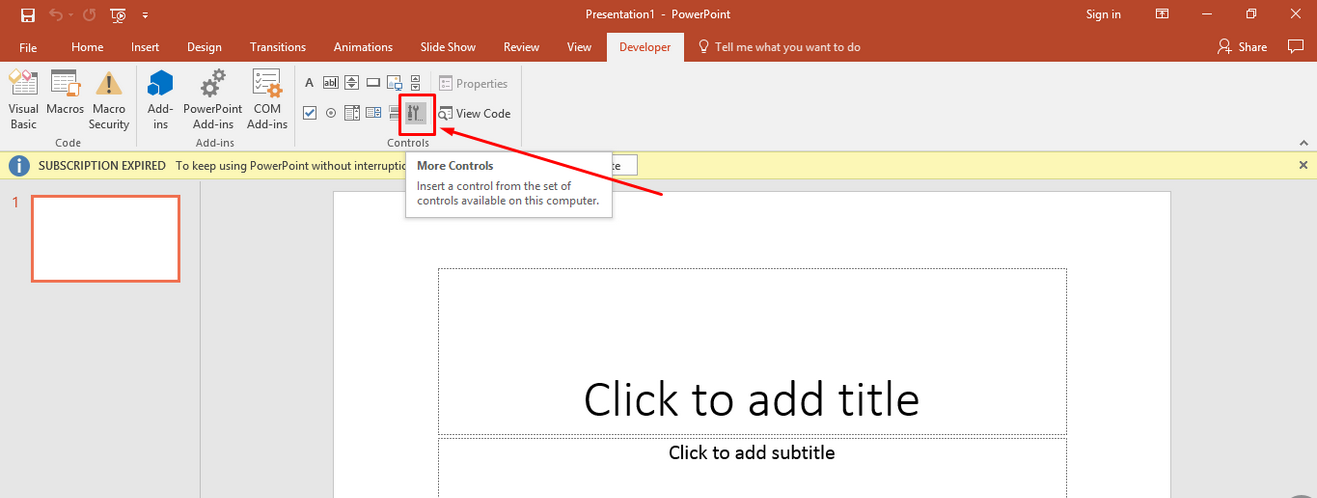 Presentation1 - PowerPoint
Sign in
File Home Insert Design Transitions Animations Slide Show Review View Developer Tell me what you want to do Share
A ab Properties
Visual Basic Macros Macro Security Add-ins PowerPoint Add-ins COM Add-ins View Code
Code Add-ins Controls
SUBSCRIPTION EXPIRED To keep using PowerPoint without interruptio
More Controls
Insert a control from the set of
controls available on this computer.
1
Click to add title
Click to add subtitle